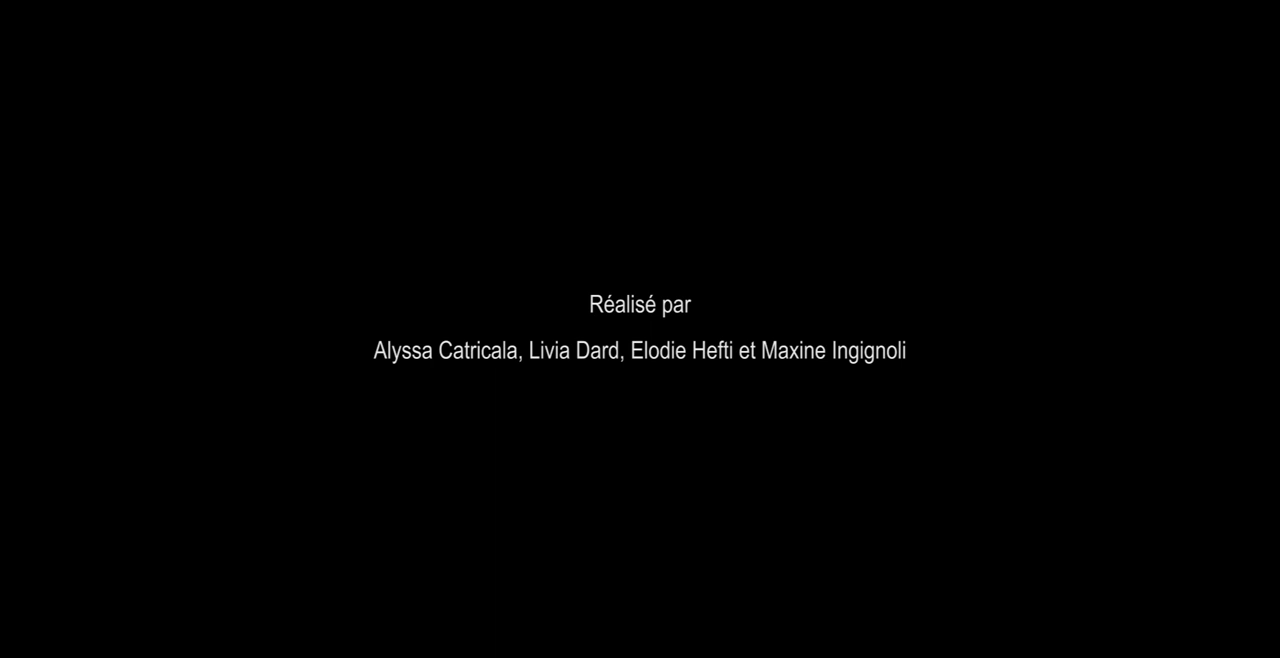 Réalisé par
Alyssa Catricala, Livia Dard, Elodie Hefti et Maxine Ingignoli